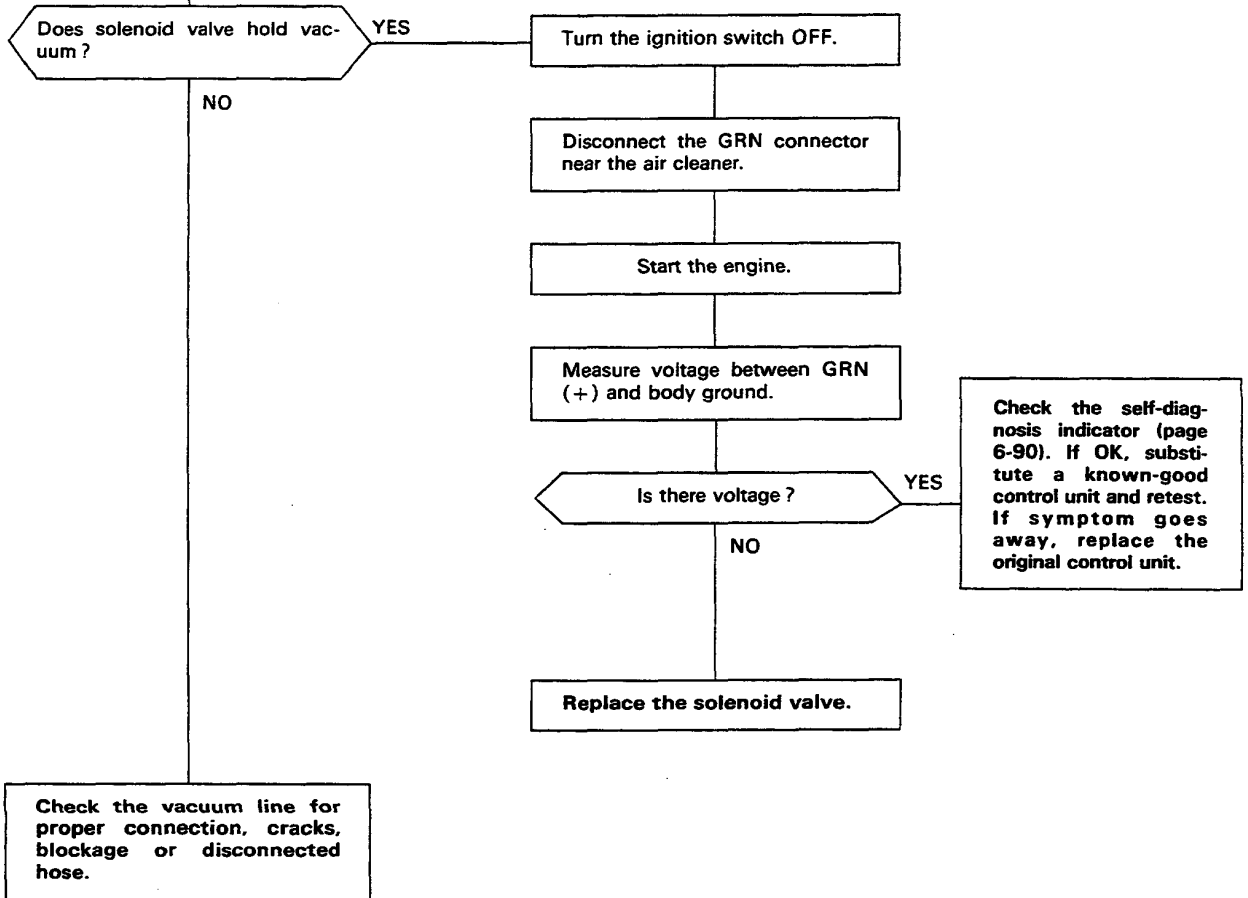 Does solenoid valve hold vac-
uum ?
YES
NO
Turn the ignition switch OFF.
Disconnect the GRN connector
near the air cleaner.
Start the engine.
Measure voltage between GRN
(+) and body ground.
Is there voltage ?
YES
NO
Check the self-diag-
nosis indicator (page
6-90). If OK, substi-
tute a known-good
control unit and retest.
If symptom goes
away, replace the
original control unit.
Replace the solenoid valve.
Check the vacuum line for
proper connection, cracks,
blockage or disconnected
hose.